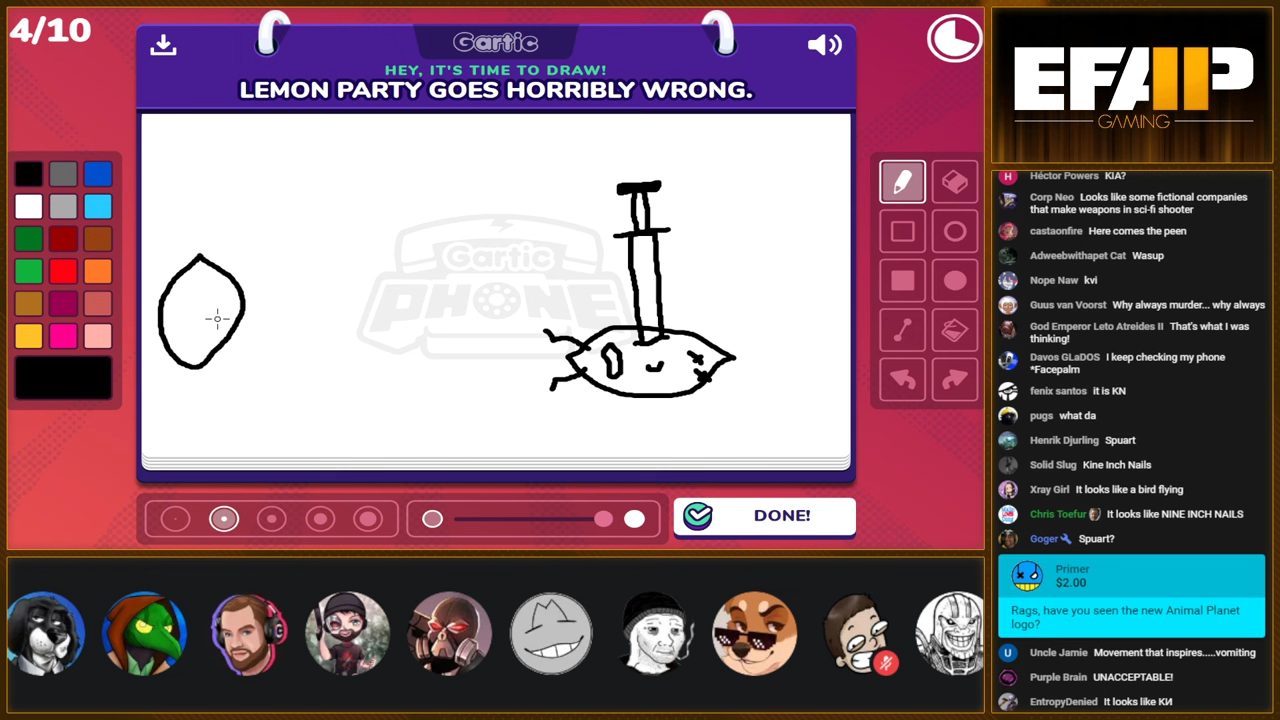 4/10
Gartic
HEY, IT'S TIME TO DRAW!
LEMON PARTY GOES HORRIBLY WRONG.
Gartic
PHONE
DONE!
EFAP
GAMING
H
Héctor Powers KIA?
Corp Neo Looks like some fictional companies
that make weapons in sci-fi shooter
castaonfire Here comes the peen
Adweebwithapet Cat Wasup
Nope Naw kvi
Guus van Voorst Why always murder... why always
God Emperor Leto Atreides II That's what I was
thinking!
Davos GLaDOS I keep checking my phone
*Facepalm
fenix santos it is KN
pugs what da
Henrik Djurling Spuart
Solid Slug Kine Inch Nails
Xray Girl It looks like a bird flying
Chris Toefur It looks like NINE INCH NAILS
Goger Spuart?
Primer
$2.00
Rags, have you seen the new Animal Planet
logo?
U
Uncle Jamie Movement that inspires.....vomiting
Purple Brain UNACCEPTABLE!
EntropyDenied It looks like KИ